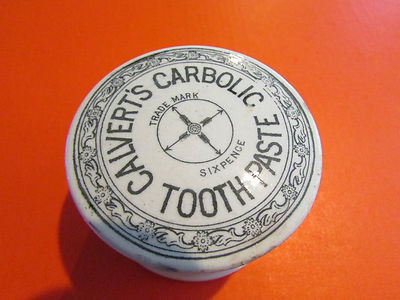 CALVERT'S CARBOLIC
TRADE MARK
SIXPENCE
TOOTH PASTE